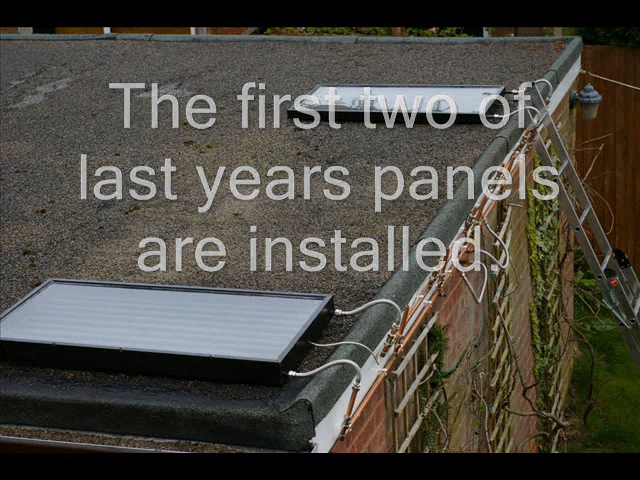 The first two of
last years panels
are installed.